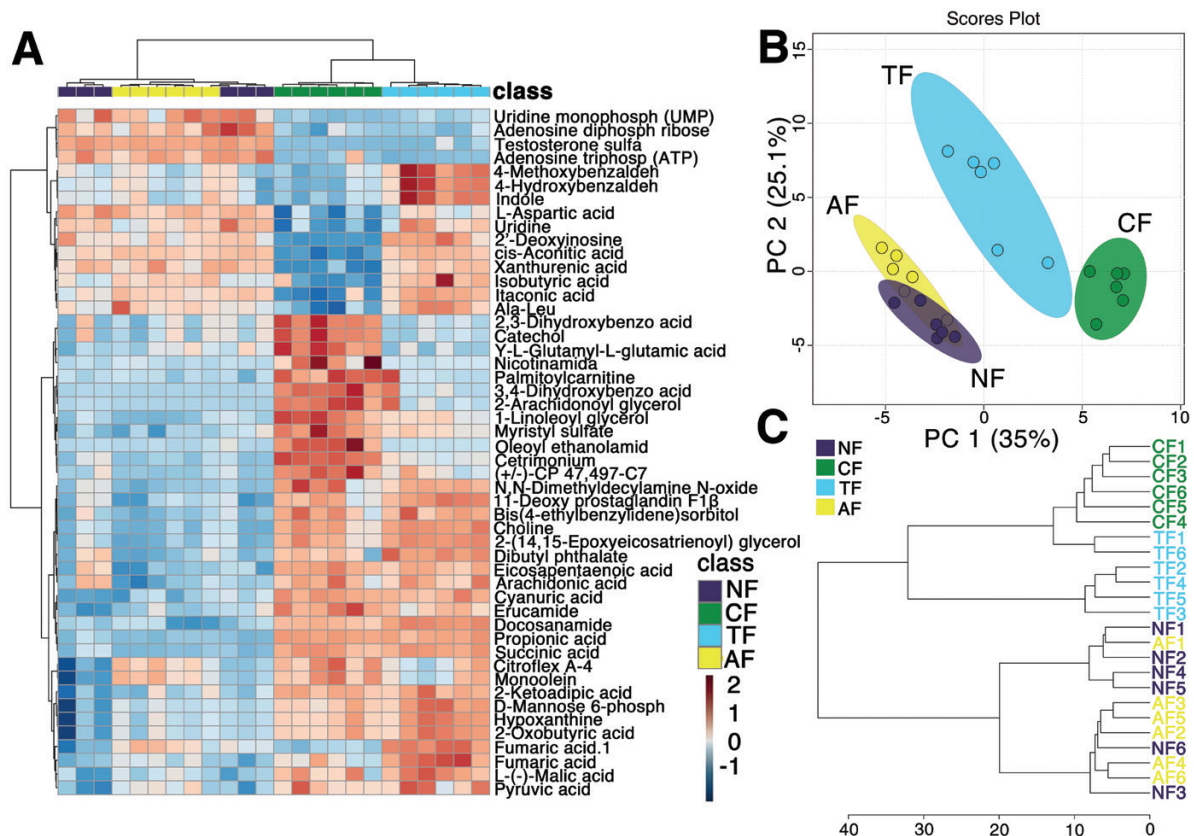 A
class
Uridine monophosph (UMP)
Adenosine diphosph ribose
Testosterone sulfa
Adenosine triphosp (ATP)
4-Methoxybenzaldeh
4-Hydroxybenzaldeh
Indole
L-Aspartic acid
Uridine
2'-Deoxyinosine
cis-Aconitic acid
Xanthurenic acid
Isobutyric acid
Itaconic acid
Ala-Leu
2,3-Dihydroxybenzo acid
Catechol
Y-L-Glutamyl-L-glutamic acid
Nicotinamida
Palmitoylcarnitine
3,4-Dihydroxybenzo acid
2-Arachidonoyl glycerol
1-Linoleoyl glycerol
Myristyl sulfate
Oleoyl ethanolamid
Cetrimonium
(+/-)-CP 47,497-C7
N,N-Dimethyldecylamine N-oxide
11-Deoxy prostaglandin F1β
Bis(4-ethylbenzylidene)sorbitol
Choline
2-(14,15-Epoxyeicosatrienoyl) glycerol
Dibutyl phthalate
Eicosapentaenoic acid
Arachidonic acid
Cyanuric acid
Erucamide
Docosanamide
Propionic acid
Succinic acid
Citroflex A-4
Monoolein
2-Ketoadipic acid
D-Mannose 6-phosph
Hypoxanthine
2-Oxobutyric acid
Fumaric acid.1
Fumaric acid
L-(-)-Malic acid
Pyruvic acid
class
NF
CF
TF
AF
2
1
0
-1
B
Scores Plot
PC 2 (25.1%)
15
10
5
0
-5
TF
AF
CF
NF
-5
0
5
10
PC 1 (35%)
C
NF
CF
TF
AF
CF1
CF2
CF3
CF6
CF5
CF4
TF1
TF6
TF2
TF4
TF5
TF3
NF1
AF1
NF2
NF4
NF5
AF3
AF5
AF2
NF6
AF4
AF6
NF3
40
30
20
10
0